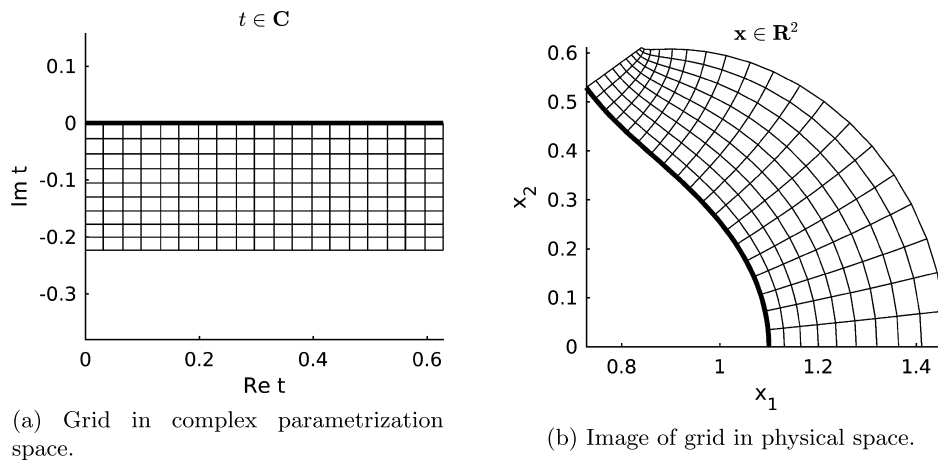 t ∈ C
0.1
0
-0.1
-0.2
-0.3
Im t
0
0.2
0.4
0.6
Re t
(a) Grid in complex parametrization
space.
x ∈ R²
0.6
0.5
0.4
0.3
0.2
0.1
0
x₂
0.8
1
1.2
1.4
x₁
(b) Image of grid in physical space.